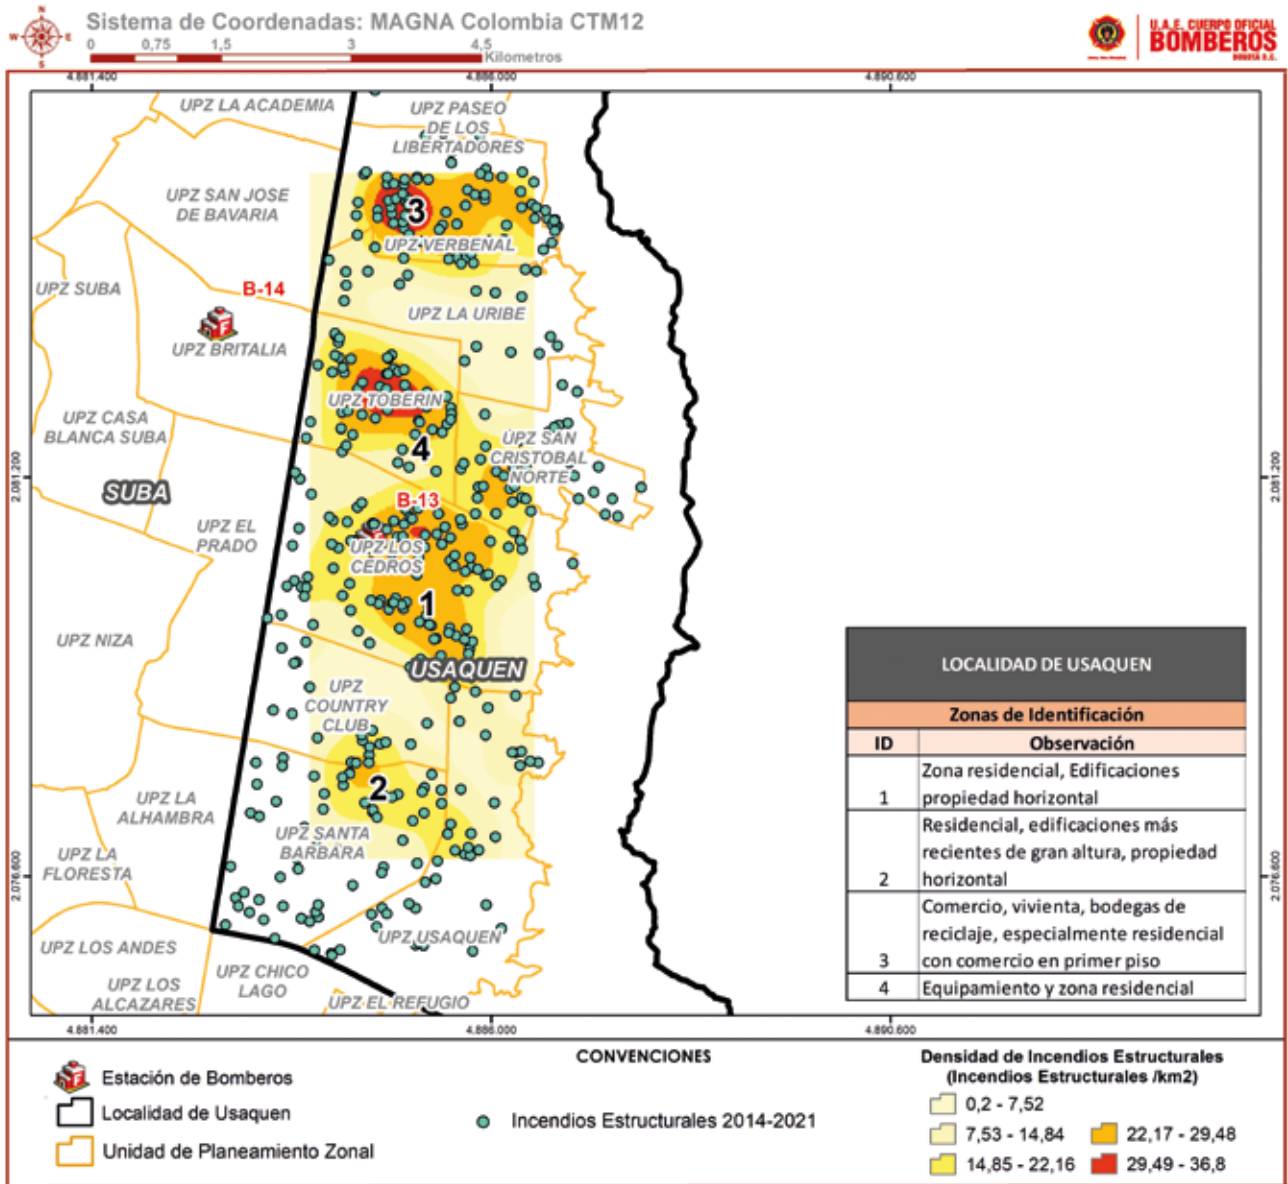 N
W E
S
Sistema de Coordenadas: MAGNA Colombia CTM12
0 0,75 1,5 3 4,5
Kilometros
U.A.E. CUERPO OFICIAL
BOMBEROS
BOGOTÁ D.C.
4.881.400 4.886.000 4.890.600
UPZ LA ACADEMIA
UPZ PASEO
DE LOS
LIBERTADORES
UPZ SAN JOSE
DE BAVARIA
3
UPZ VERBENAL
UPZ SUBA
B-14
UPZ LA URIBE
UPZ BRITALIA
UPZ TOBERIN
UPZ CASA
BLANCA SUBA
4
UPZ SAN
CRISTOBAL
NORTE
2.081.200
2.081.200
SUBA
B-13
UPZ EL
PRADO
UPZ LOS
CEDROS
1
UPZ NIZA
USAQUEN
UPZ
COUNTRY
CLUB
2
UPZ LA
ALHAMBRA
UPZ SANTA
BARBARA
UPZ LA
FLORESTA
2.076.600
2.076.600
UPZ USAQUEN
UPZ LOS ANDES
UPZ CHICO
LAGO
UPZ LOS
ALCAZARES
UPZ EL REFUGIO
LOCALIDAD DE USAQUEN
Zonas de Identificación
ID Observación
1 Zona residencial, Edificaciones
propiedad horizontal
2 Residencial, edificaciones más
recientes de gran altura, propiedad
horizontal
3 Comercio, vivienta, bodegas de
reciclaje, especialmente residencial
con comercio en primer piso
4 Equipamiento y zona residencial
4.881.400 4.886.000 4.890.600
CONVENCIONES
Estación de Bomberos
Localidad de Usaquen
Unidad de Planeamiento Zonal
Incendios Estructurales 2014-2021
Densidad de Incendios Estructurales
(Incendios Estructurales /km2)
0,2 - 7,52
7,53 - 14,84
14,85 - 22,16
22,17 - 29,48
29,49 - 36,8